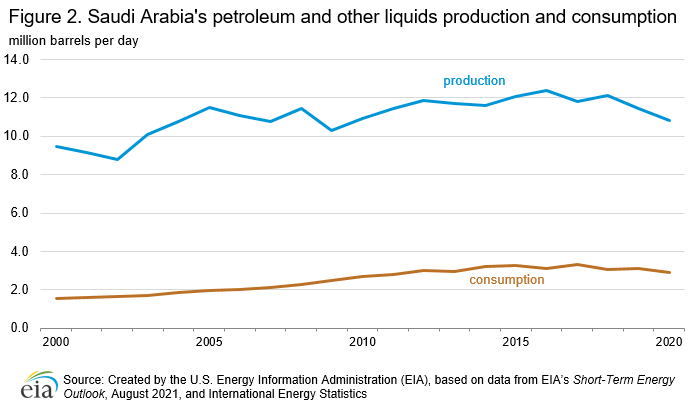 Figure 2. Saudi Arabia's petroleum and other liquids production and consumption
million barrels per day
14.0
production
12.0
10.0
8.0
6.0
4.0
consumption
2.0
0.0
2000 2005 2010 2015 2020
eia
Source: Created by the U.S. Energy Information Administration (EIA), based on data from EIA’s Short-Term Energy
Outlook, August 2021, and International Energy Statistics